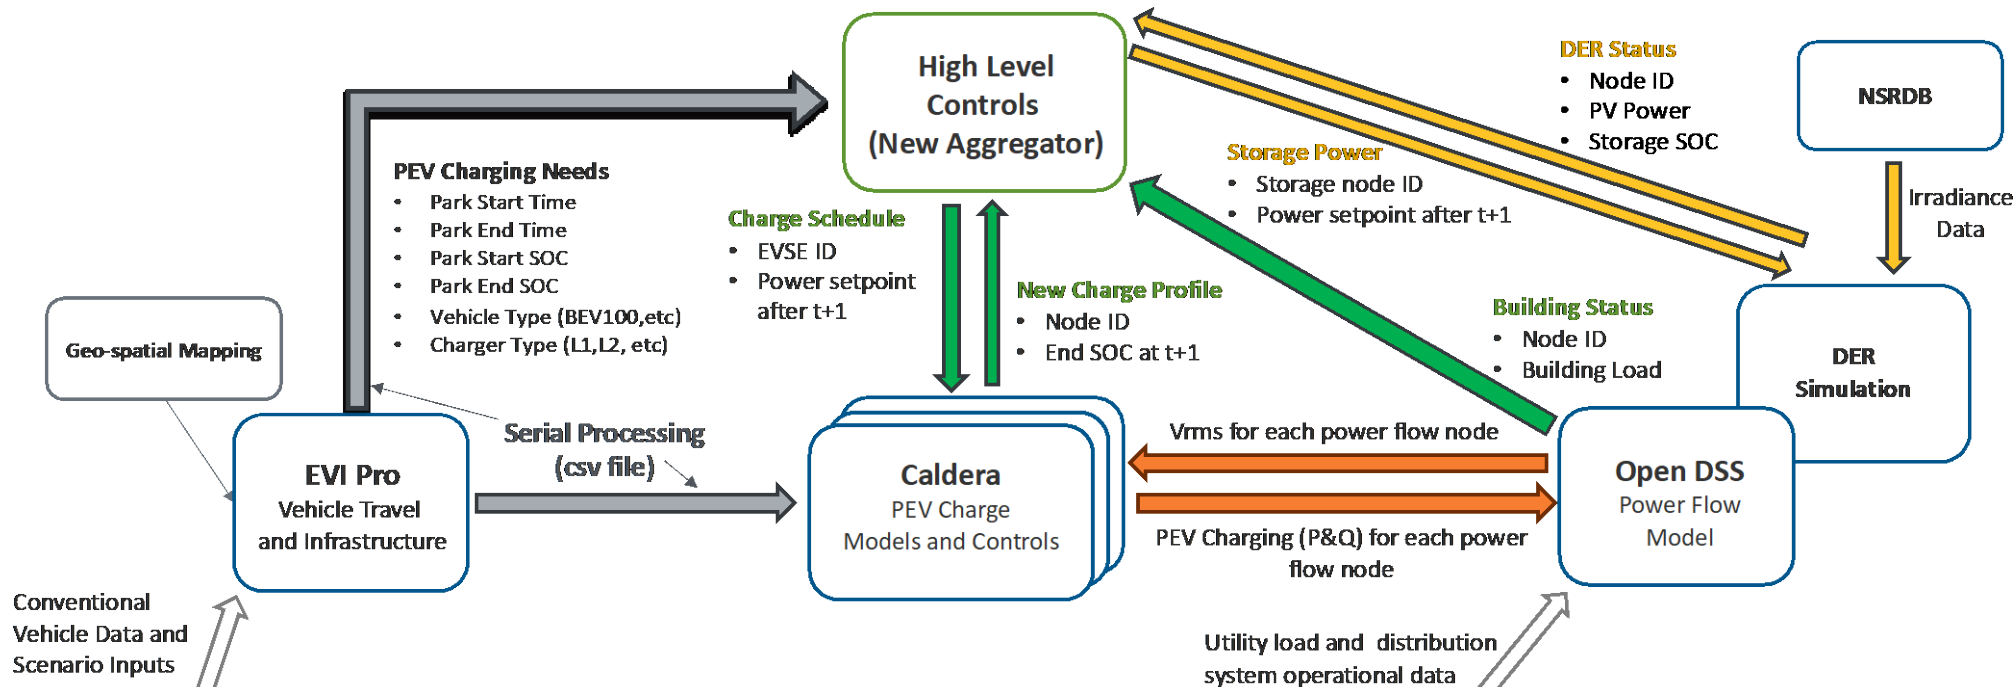 High Level
Controls
(New Aggregator)
DER Status
• Node ID
• PV Power
• Storage SOC
NSRDB
Irradiance
Data
Storage Power
• Storage node ID
• Power setpoint after t+1
PEV Charging Needs
• Park Start Time
• Park End Time
• Park Start SOC
• Park End SOC
• Vehicle Type (BEV100,etc)
• Charger Type (L1,L2, etc)
Charge Schedule
• EVSE ID
• Power setpoint
after t+1
New Charge Profile
• Node ID
• End SOC at t+1
Building Status
• Node ID
• Building Load
DER
Simulation
Geo-spatial Mapping
Serial Processing
(csv file)
EVI Pro
Vehicle Travel
and Infrastructure
Caldera
PEV Charge
Models and Controls
Vrms for each power flow node
PEV Charging (P&Q) for each power
flow node
Open DSS
Power Flow
Model
Conventional
Vehicle Data and
Scenario Inputs
Utility load and distribution
system operational data